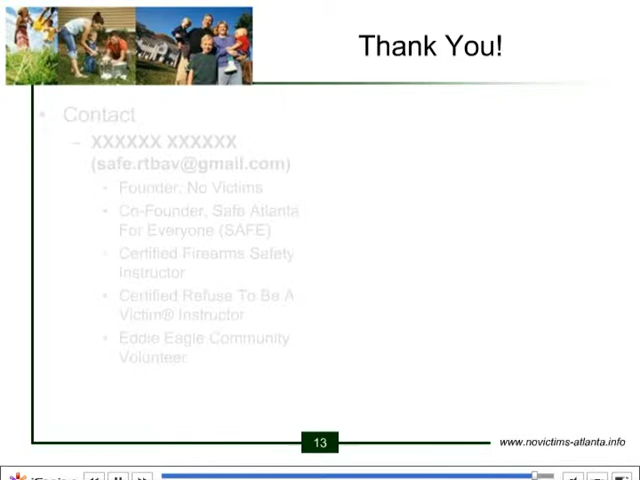 Thank You!
• Contact
– XXXXXX XXXXXX
(safe.rtbav@gmail.com)
• Founder: No Victims
• Co-Founder, Safe Atlanta
For Everyone (SAFE)
• Certified Firearms Safety
Instructor
• Certified Refuse To Be A
Victim® Instructor
• Eddie Eagle Community
Volunteer
13
www.novictims-atlanta.info